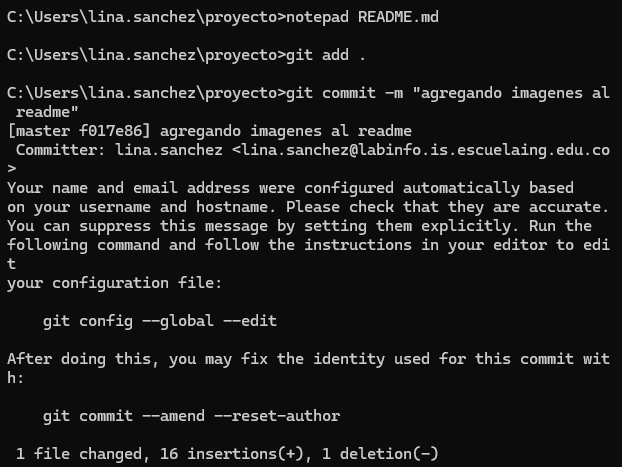 C:\Users\lina.sanchez\proyecto>notepad README.md
C:\Users\lina.sanchez\proyecto>git add .
C:\Users\lina.sanchez\proyecto>git commit -m "agregando imagenes al
 readme"
[master f017e86] agregando imagenes al readme
 Committer: lina.sanchez <lina.sanchez@labinfo.is.escuelaing.edu.co
>
Your name and email address were configured automatically based
on your username and hostname. Please check that they are accurate.
You can suppress this message by setting them explicitly. Run the
following command and follow the instructions in your editor to edi
t
your configuration file:
    git config --global --edit
After doing this, you may fix the identity used for this commit wit
h:
    git commit --amend --reset-author
 1 file changed, 16 insertions(+), 1 deletion(-)